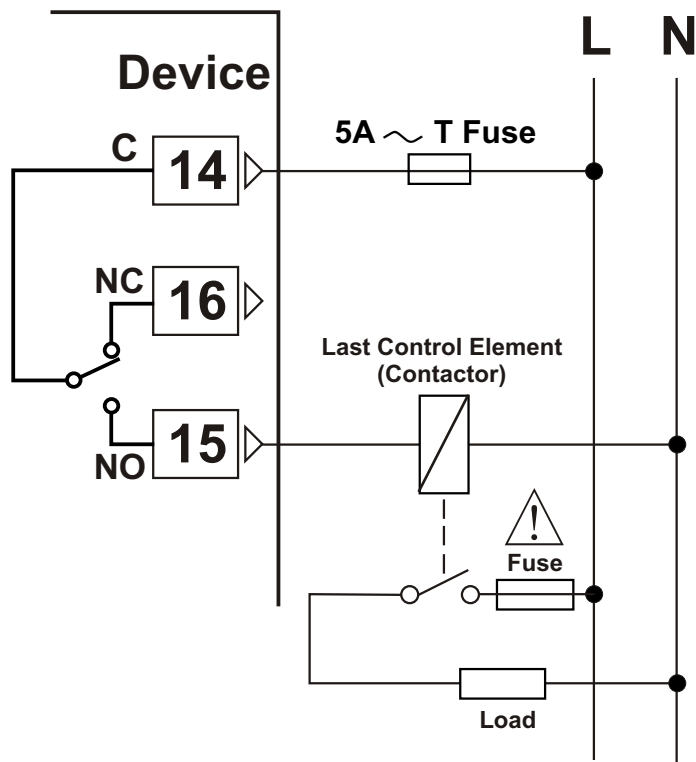 L N
Device
5A ~ T Fuse
C
14
NC
16
Last Control Element
(Contactor)
15
NO
!
Fuse
Load